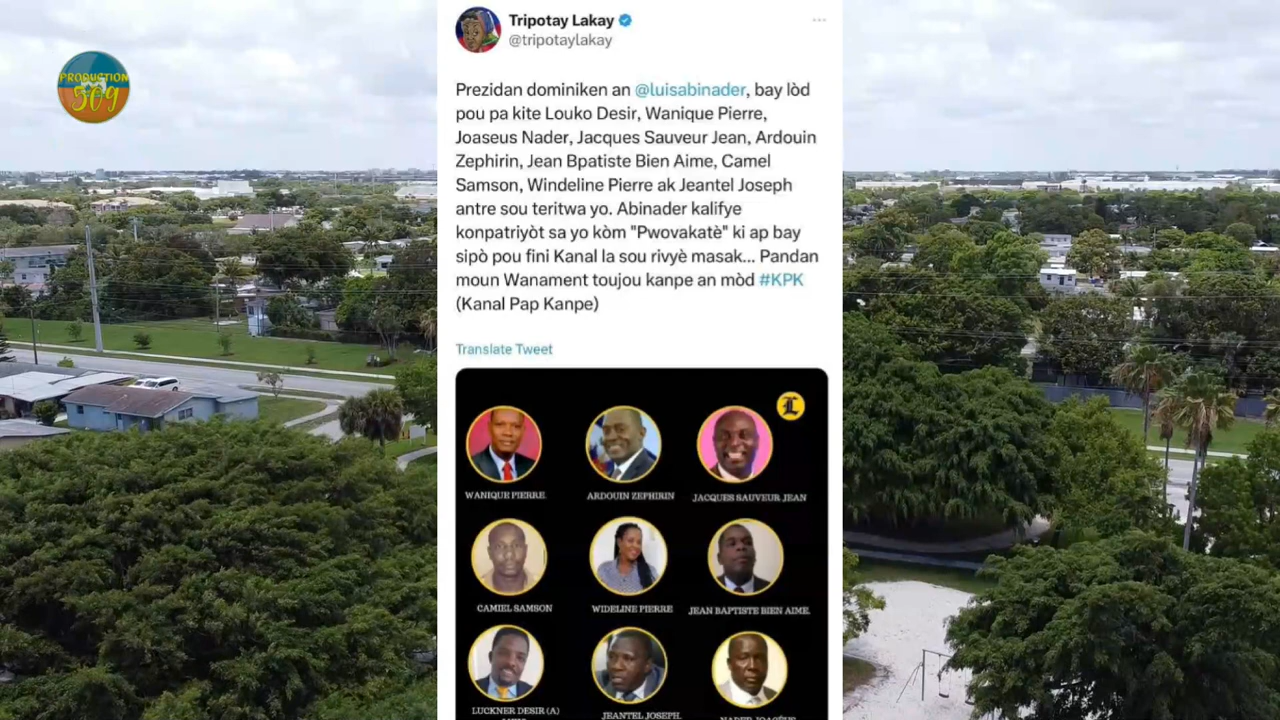 PRODUCTION
509
Tripotay Lakay
@tripotaylakay
Prezidan dominiken an @luisabinader, bay lòd
pou pa kite Louko Desir, Wanique Pierre,
Joaseus Nader, Jacques Sauveur Jean, Ardouin
Zephirin, Jean Bpatiste Bien Aime, Camel
Samson, Windeline Pierre ak Jeantel Joseph
antre sou teritwa yo. Abinader kalifye
konpatriyòt sa yo kòm "Pwovakatè" ki ap bay
sipò pou fini Kanal la sou rivyè masak... Pandan
moun Wanament toujou kanpe an mòd #KPK
(Kanal Pap Kanpe)
Translate Tweet
L
WANIQUE PIERRE.
ARDOUIN ZEPHIRIN
JACQUES SAUVEUR JEAN
CAMIEL SAMSON
WIDELINE PIERRE
JEAN BAPTISTE BIEN AIME.
LUCKNER DESIR (A)
JEANTEL JOSEPH.